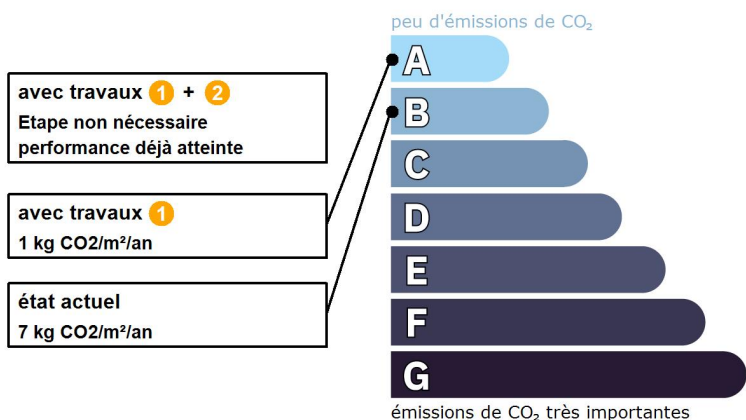 peu d'émissions de CO₂
A
B
C
D
E
F
G
émissions de CO₂ très importantes
avec travaux 1 + 2
Etape non nécessaire
performance déjà atteinte
avec travaux 1
1 kg CO2/m²/an
état actuel
7 kg CO2/m²/an